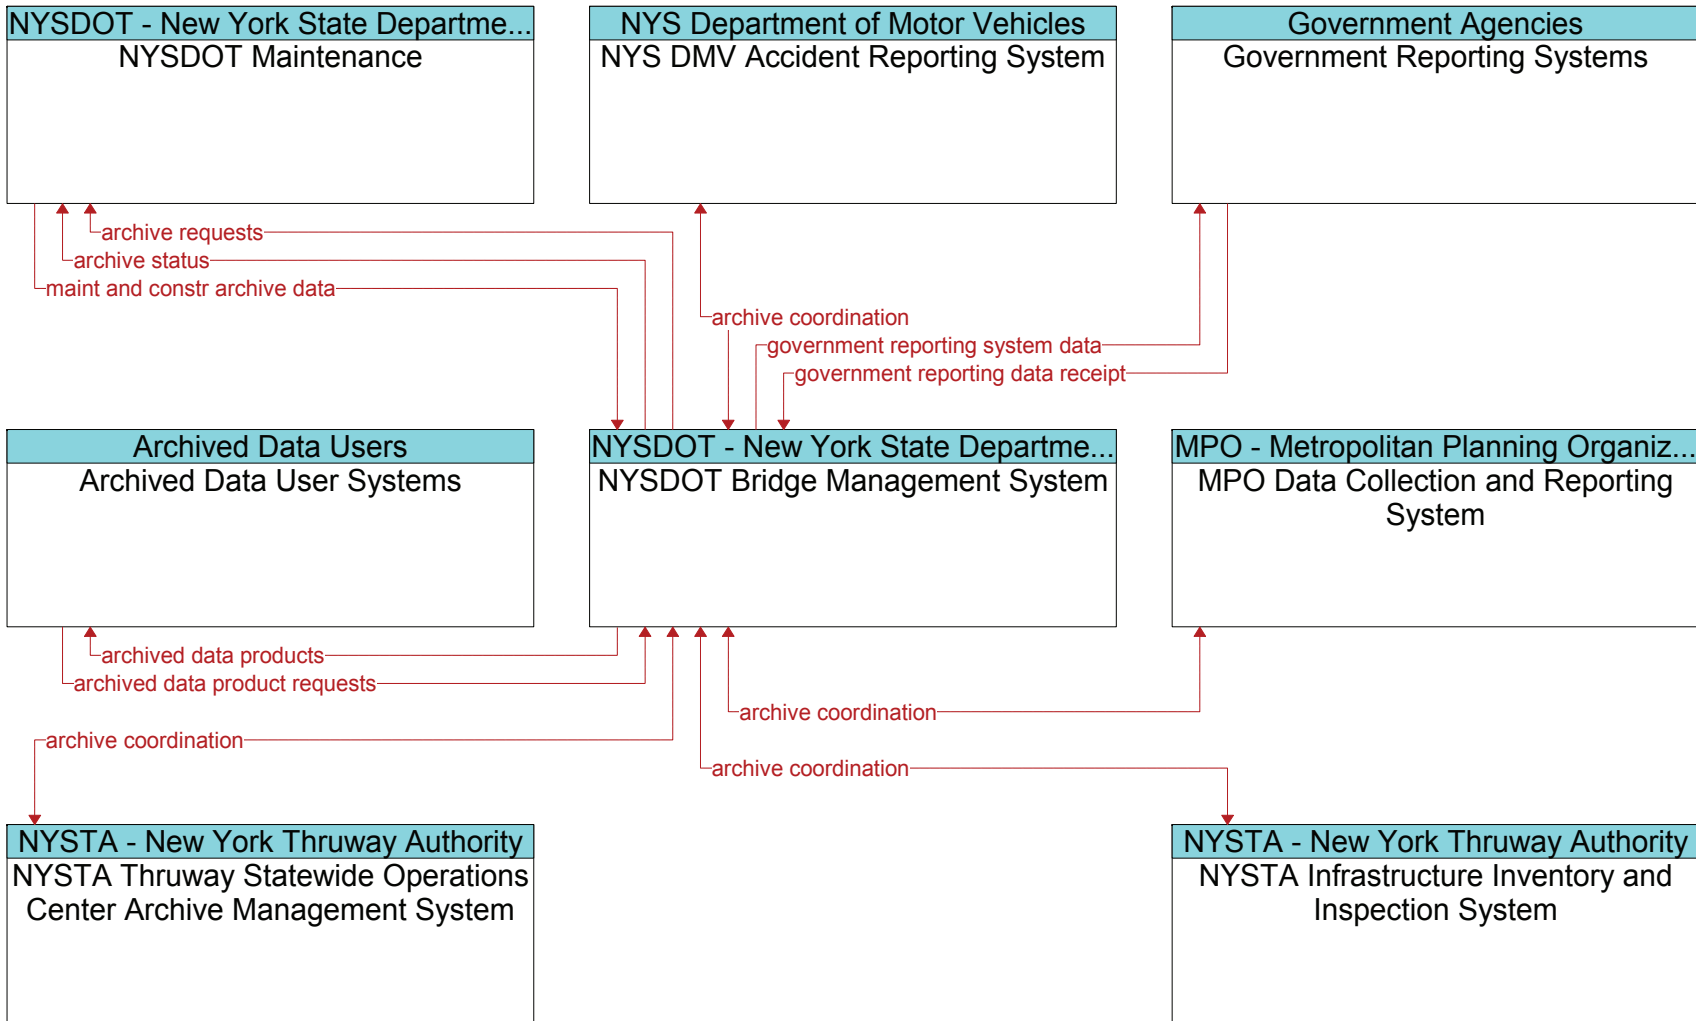 NYSDOT - New York State Departme...
NYSDOT Maintenance
NYS Department of Motor Vehicles
NYS DMV Accident Reporting System
Government Agencies
Government Reporting Systems
archive requests
archive status
maint and constr archive data
archive coordination
government reporting system data
government reporting data receipt
Archived Data Users
Archived Data User Systems
NYSDOT - New York State Departme...
NYSDOT Bridge Management System
MPO - Metropolitan Planning Organiz...
MPO Data Collection and Reporting
System
archived data products
archived data product requests
archive coordination
archive coordination
archive coordination
NYSTA - New York Thruway Authority
NYSTA Thruway Statewide Operations
Center Archive Management System
NYSTA - New York Thruway Authority
NYSTA Infrastructure Inventory and
Inspection System